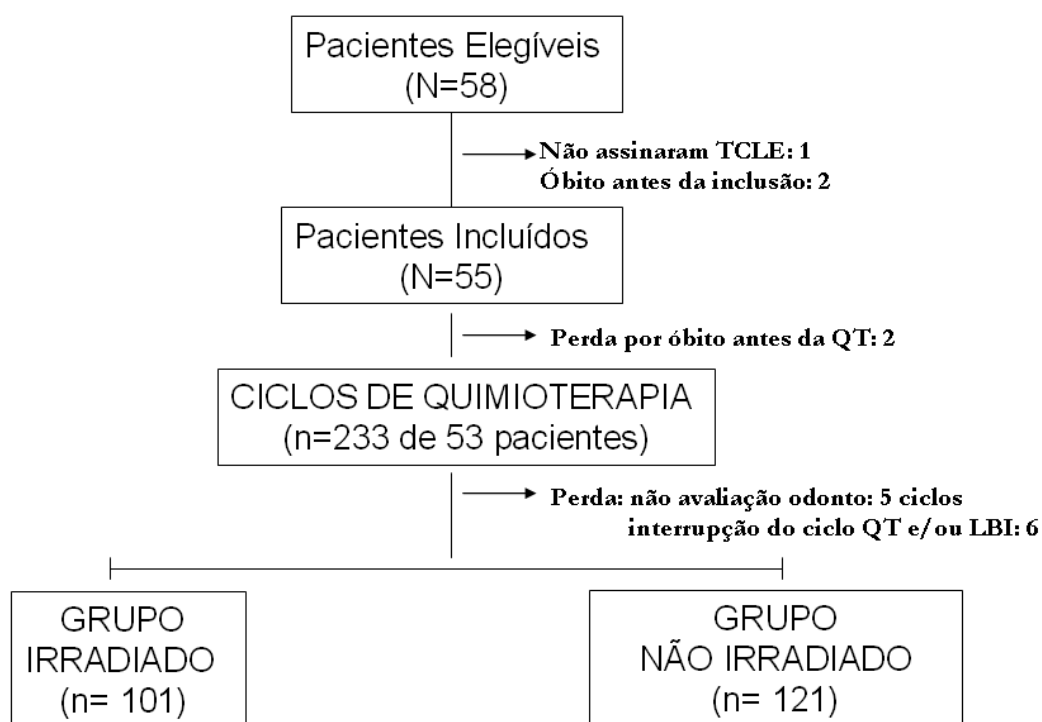 Pacientes Elegíveis
(N=58)
Não assinaram TCLE: 1
Óbito antes da inclusão: 2
Pacientes Incluídos
(N=55)
Perda por óbito antes da QT: 2
CICLOS DE QUIMIOTERAPIA
(n=233 de 53 pacientes)
Perda: não avaliação odonto: 5 ciclos
interrupção do ciclo QT e/ou LBI: 6
GRUPO
IRRADIADO
(n= 101)
GRUPO
NÃO IRRADIADO
(n= 121)